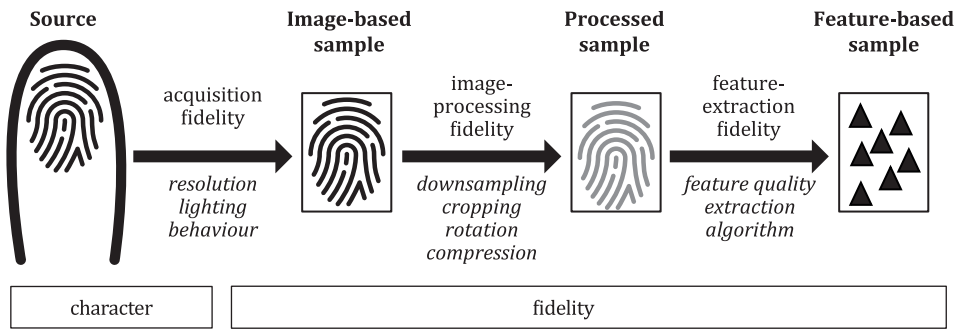 Source
Image-based
sample
Processed
sample
Feature-based
sample
acquisition
fidelity
resolution
lighting
behaviour
image-
processing
fidelity
downsampling
cropping
rotation
compression
feature-
extraction
fidelity
feature quality
extraction
algorithm
character
fidelity